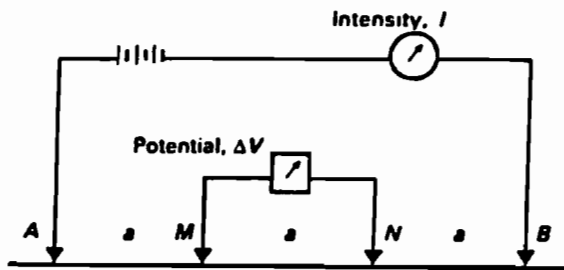 Intensity, I
Potential, ΔV
A a M a N a B